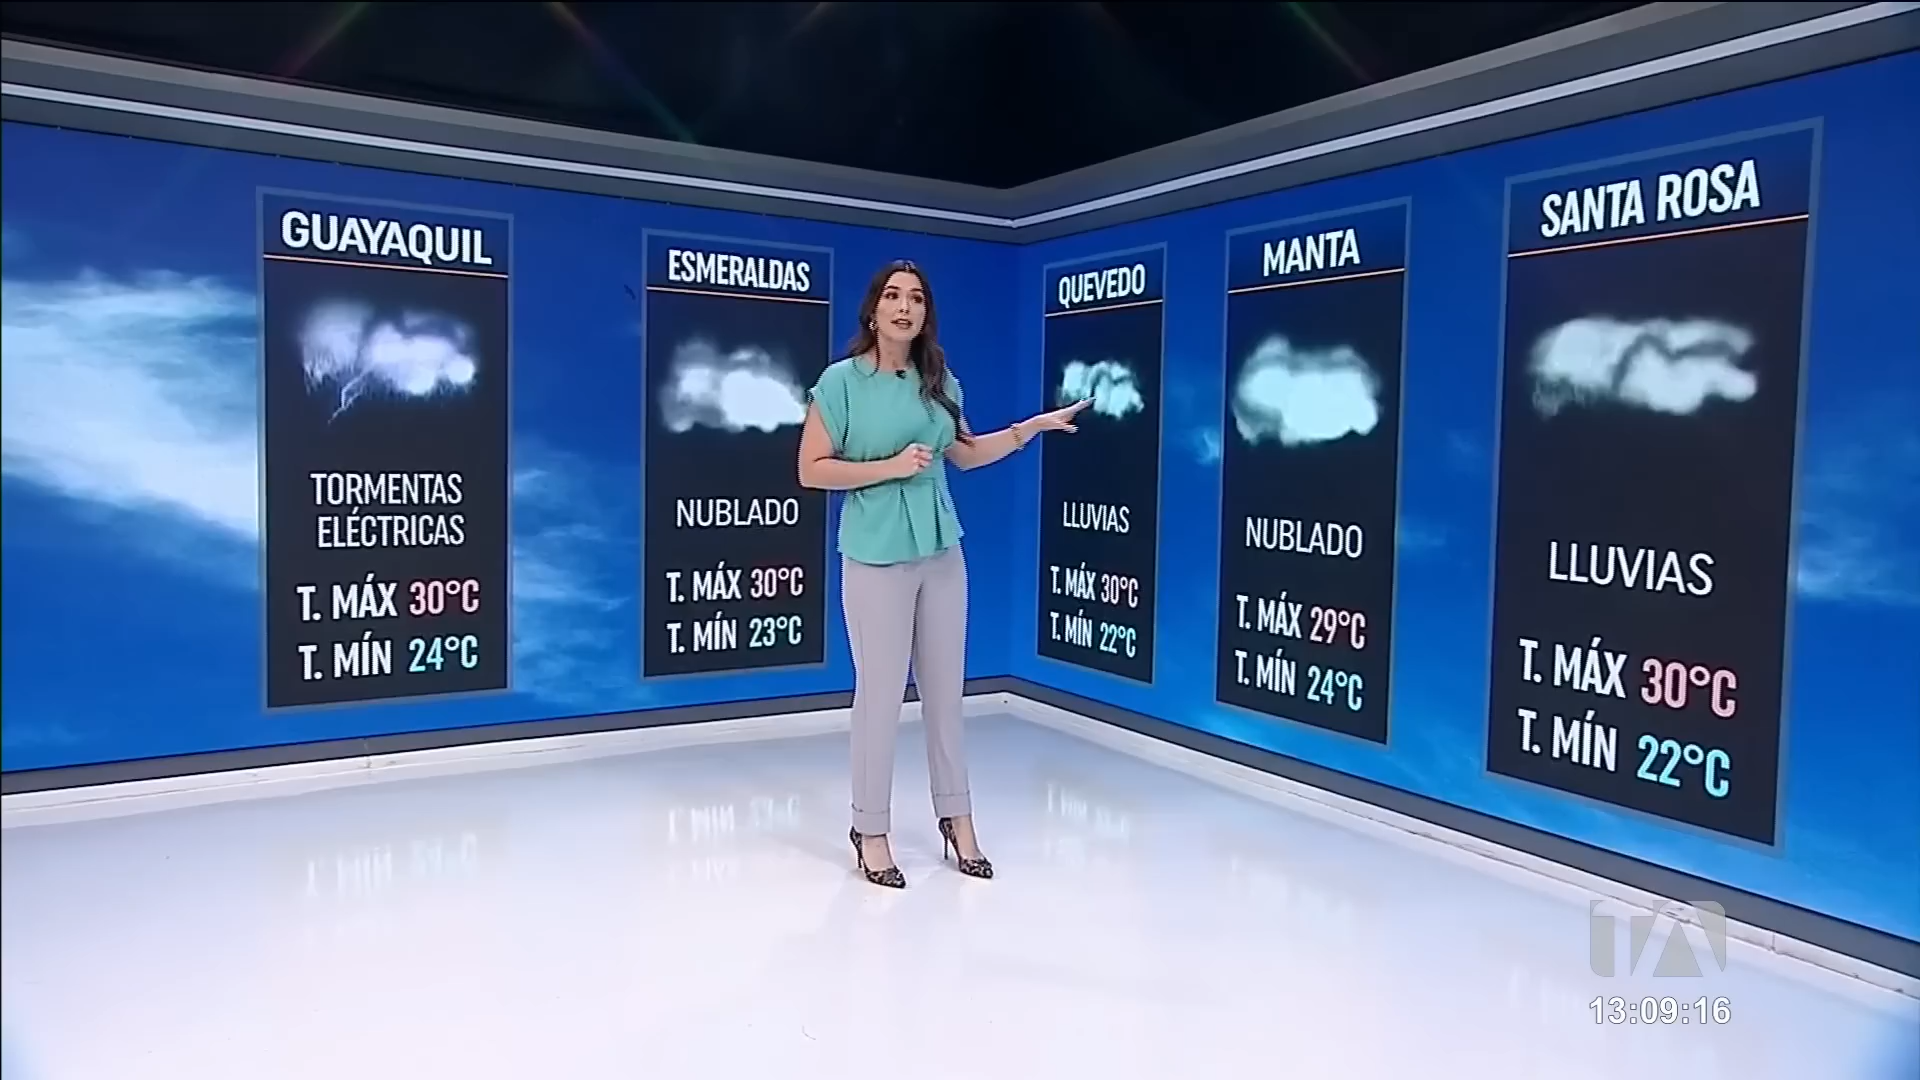 GUAYAQUIL
TORMENTAS
ELÉCTRICAS
T. MÁX 30°C
T. MÍN 24°C
ESMERALDAS
NUBLADO
T. MÁX 30°C
T. MÍN 23°C
QUEVEDO
LLUVIAS
T. MÁX 30°C
T. MÍN 22°C
MANTA
NUBLADO
T. MÁX 29°C
T. MÍN 24°C
SANTA ROSA
LLUVIAS
T. MÁX 30°C
T. MÍN 22°C
TA
13:09:16